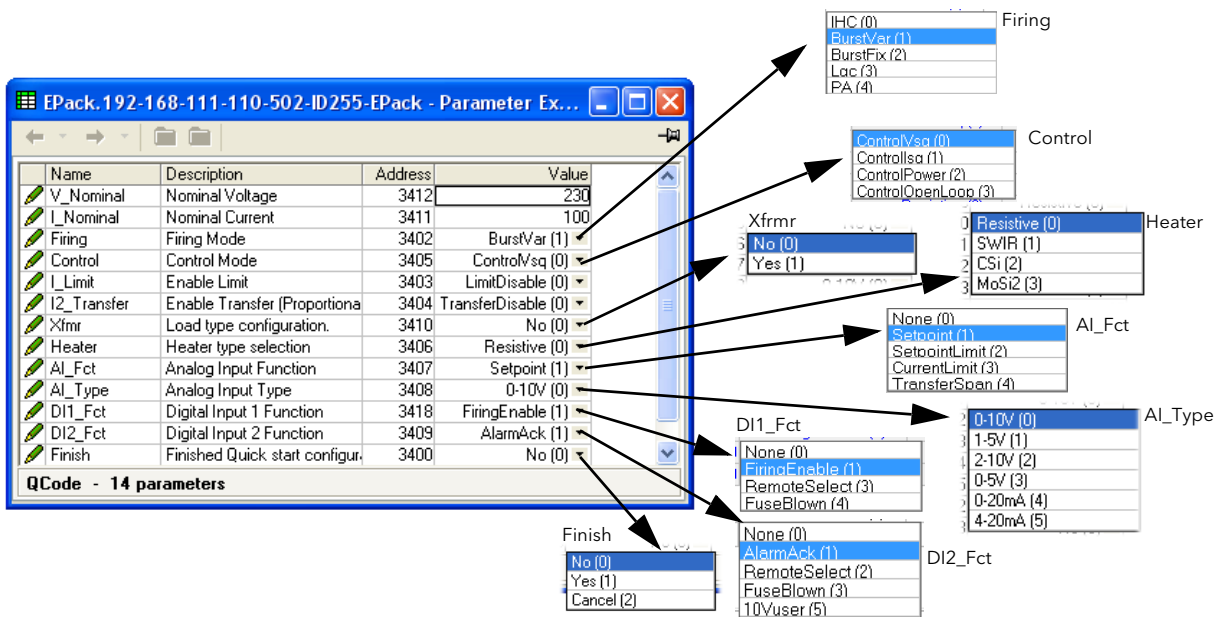 IHC (0)
BurstVar (1)
BurstFix (2)
Lac (3)
PA (4)
Firing
EPack.192-168-111-110-502-ID255-EPack - Parameter Ex...
Name Description Address Value
V_Nominal Nominal Voltage 3412 230
I_Nominal Nominal Current 3411 100
Firing Firing Mode 3402 BurstVar (1)
Control Control Mode 3405 ControlVsq (0)
I_Limit Enable Limit 3403 LimitDisable (0)
I2_Transfer Enable Transfer (Proportiona 3404 TransferDisable (0)
Xfmr Load type configuration. 3410 No (0)
Heater Heater type selection 3406 Resistive (0)
AI_Fct Analog Input Function 3407 Setpoint (1)
AI_Type Analog Input Type 3408 0-10V (0)
DI1_Fct Digital Input 1 Function 3418 FiringEnable (1)
DI2_Fct Digital Input 2 Function 3409 AlarmAck (1)
Finish Finished Quick start configur 3400 No (0)
QCode - 14 parameters
ControlVsq (0)
ControlIsq (1)
ControlPower (2)
ControlOpenLoop (3)
Control
Xfrmr
No (0)
Yes (1)
Resistive (0)
SWIR (1)
CSi (2)
MoSi2 (3)
Heater
None (0)
Setpoint (1)
SetpointLimit (2)
CurrentLimit (3)
TransferSpan (4)
AI_Fct
0-10V (0)
1-5V (1)
2-10V (2)
0-5V (3)
0-20mA (4)
4-20mA (5)
AI_Type
DI1_Fct
None (0)
FiringEnable (1)
RemoteSelect (3)
FuseBlown (4)
None (0)
AlarmAck (1)
RemoteSelect (2)
FuseBlown (3)
10Vuser (5)
DI2_Fct
Finish
No (0)
Yes (1)
Cancel (2)